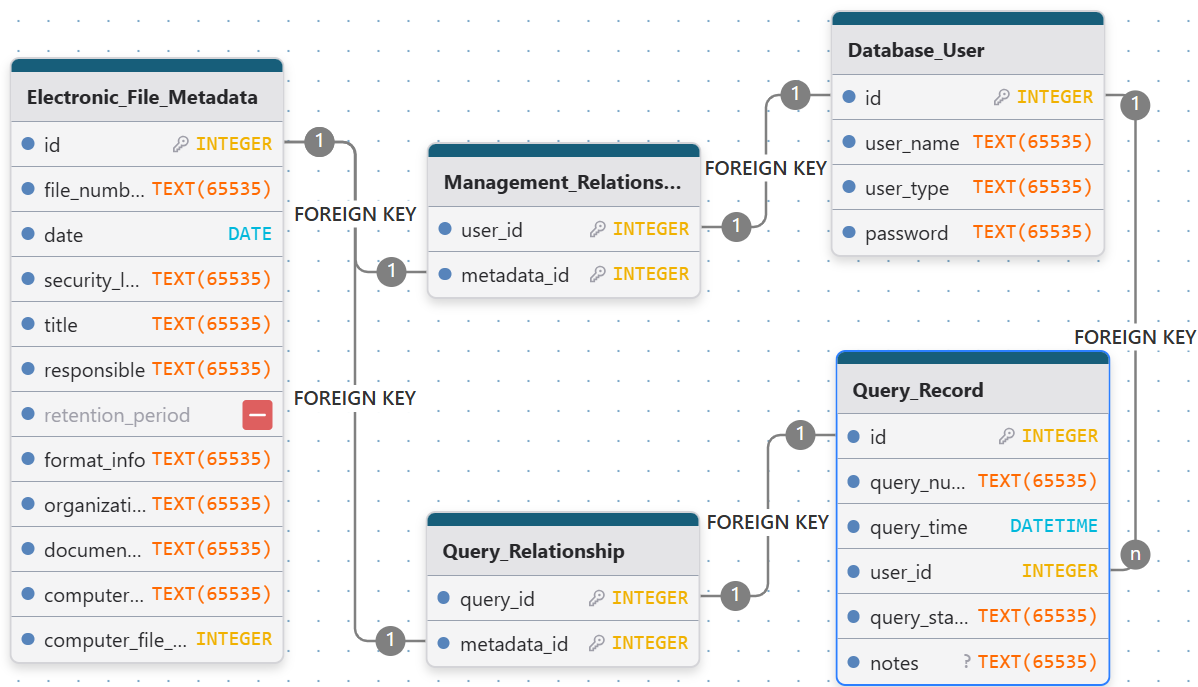 Electronic_File_Metadata
id INTEGER
file_numb... TEXT(65535)
date DATE
security_l... TEXT(65535)
title TEXT(65535)
responsible TEXT(65535)
retention_period
format_info TEXT(65535)
organizati... TEXT(65535)
documen... TEXT(65535)
computer... TEXT(65535)
computer_file_... INTEGER
1
FOREIGN KEY
1
FOREIGN KEY
1
Management_Relations...
user_id INTEGER
metadata_id INTEGER
1
FOREIGN KEY
1
Query_Relationship
query_id INTEGER
metadata_id INTEGER
1
FOREIGN KEY
1
Database_User
id INTEGER
user_name TEXT(65535)
user_type TEXT(65535)
password TEXT(65535)
1
FOREIGN KEY
n
Query_Record
id INTEGER
query_nu... TEXT(65535)
query_time DATETIME
user_id INTEGER
query_sta... TEXT(65535)
notes ? TEXT(65535)